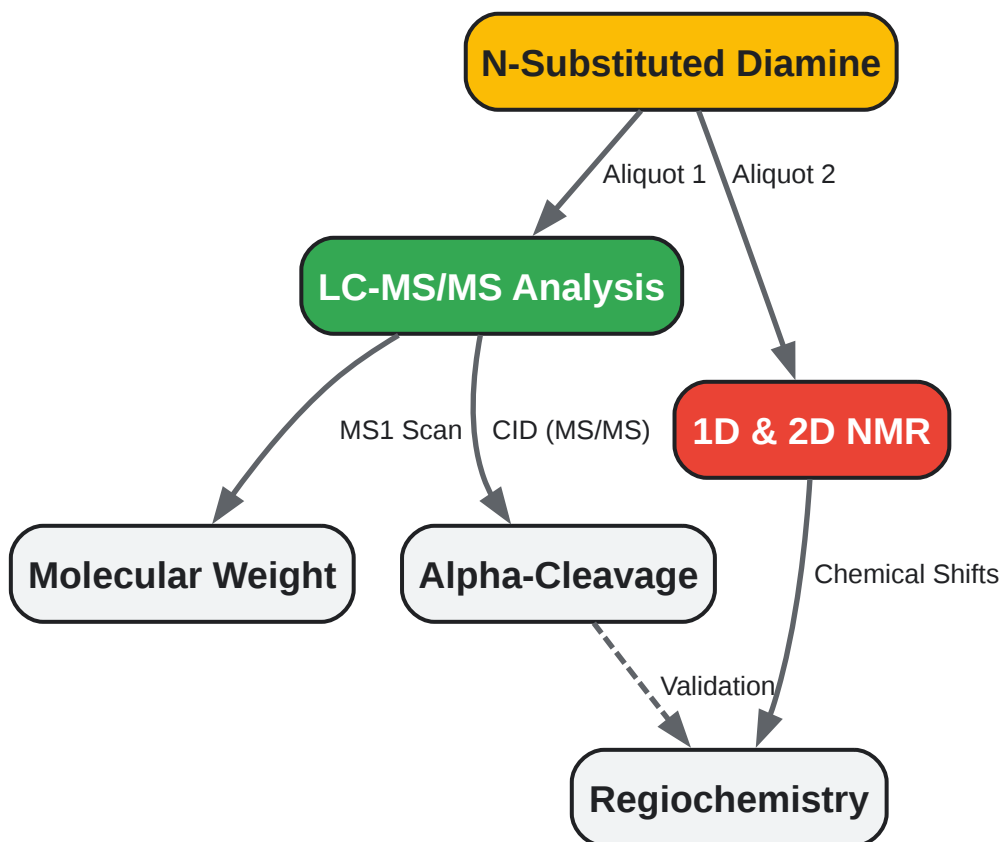 N-Substituted Diamine
Aliquot 1
Aliquot 2
LC-MS/MS Analysis
MS1 Scan
CID (MS/MS)
1D & 2D NMR
Molecular Weight
Alpha-Cleavage
Chemical Shifts
Validation
Regiochemistry